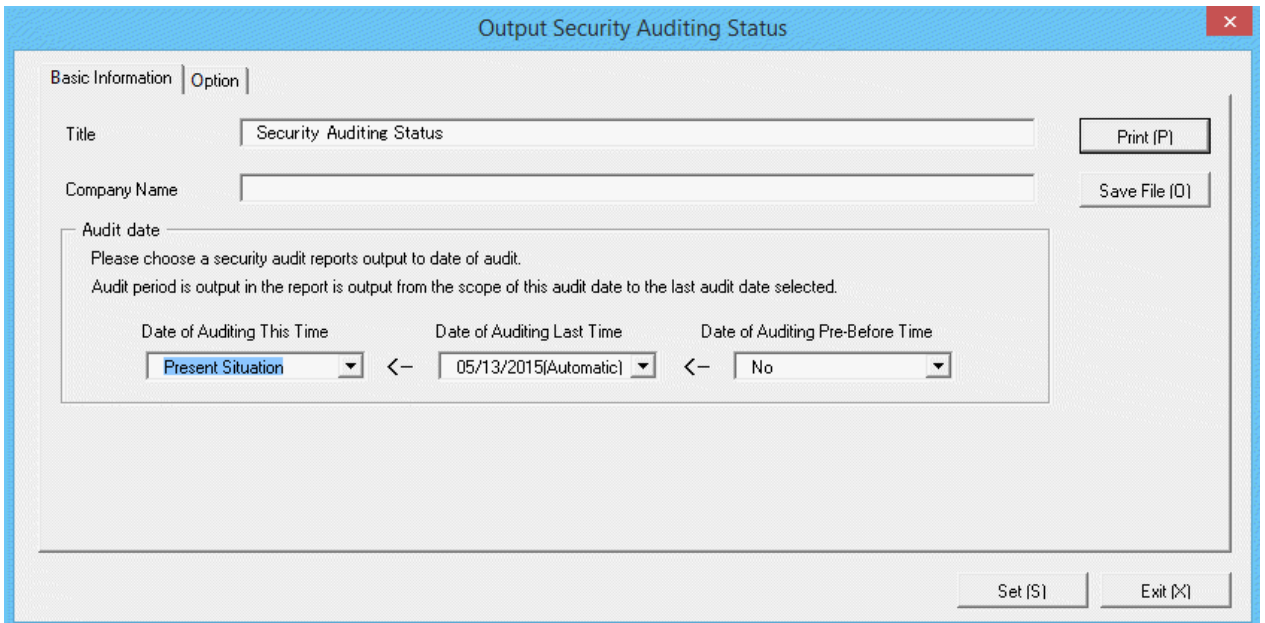 Output Security Auditing Status
Basic Information Option
Title Security Auditing Status Print (P)
Company Name Save File (O)
Audit date
Please choose a security audit reports output to date of audit.
Audit period is output in the report is output from the scope of this audit date to the last audit date selected.
Date of Auditing This Time Date of Auditing Last Time Date of Auditing Pre-Before Time
Present Situation <- 05/13/2015(Automatic) <- No
Set (S) Exit (X)